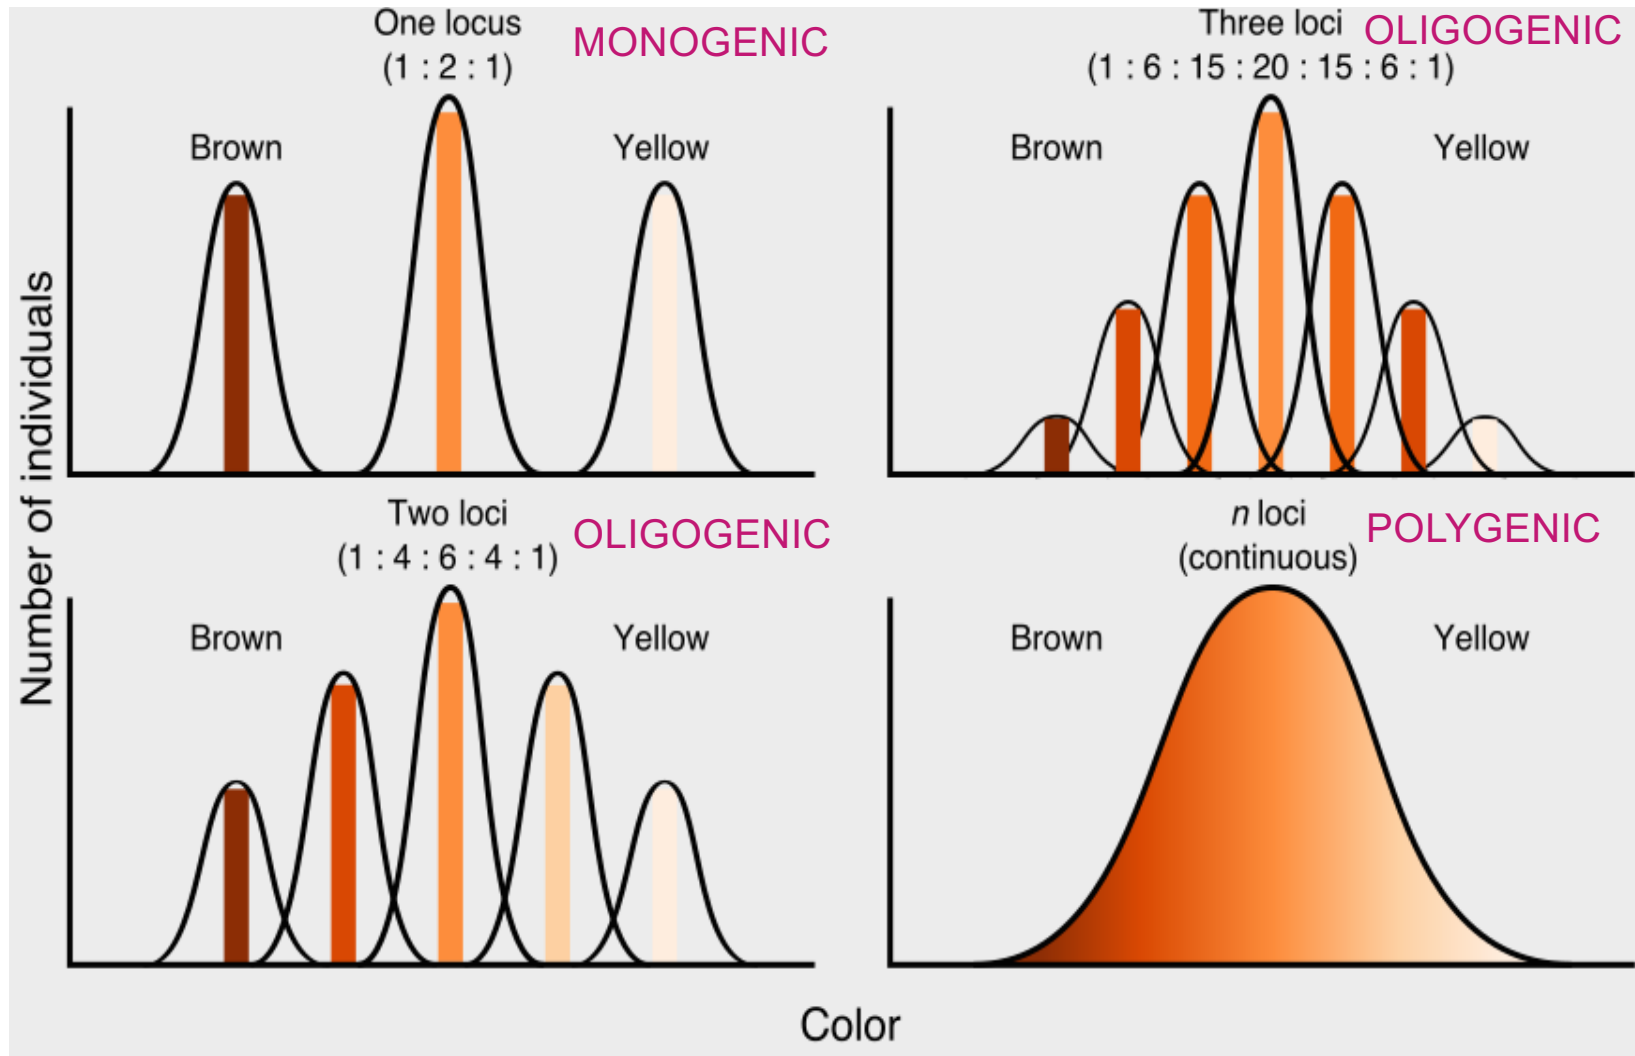 One locus
MONOGENIC
(1 : 2 : 1)
Brown
Yellow
Three loci
OLIGOGENIC
(1 : 6 : 15 : 20 : 15 : 6 : 1)
Brown
Yellow
Number of individuals
Two loci
OLIGOGENIC
(1 : 4 : 6 : 4 : 1)
Brown
Yellow
n loci
POLYGENIC
(continuous)
Brown
Yellow
Color